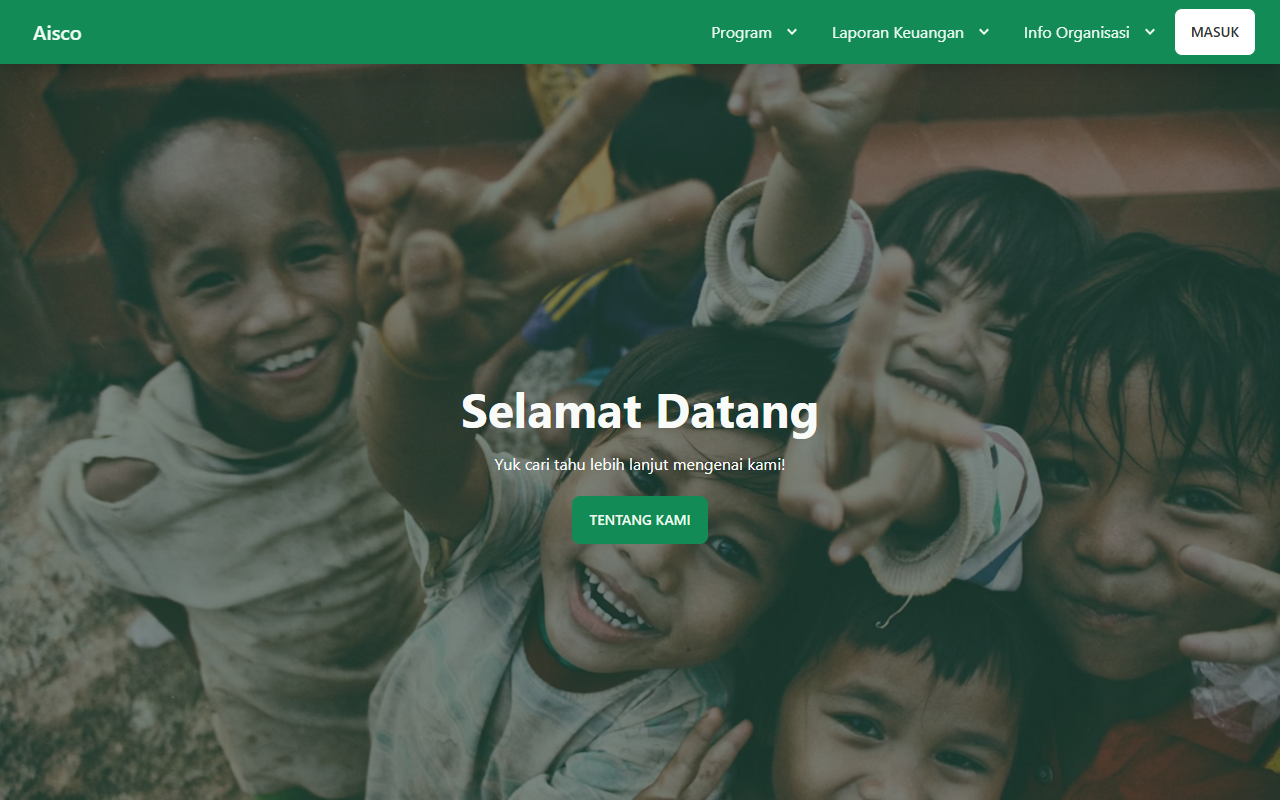 Aisco
Program
Laporan Keuangan
Info Organisasi
MASUK
Selamat Datang
Yuk cari tahu lebih lanjut mengenai kami!
TENTANG KAMI